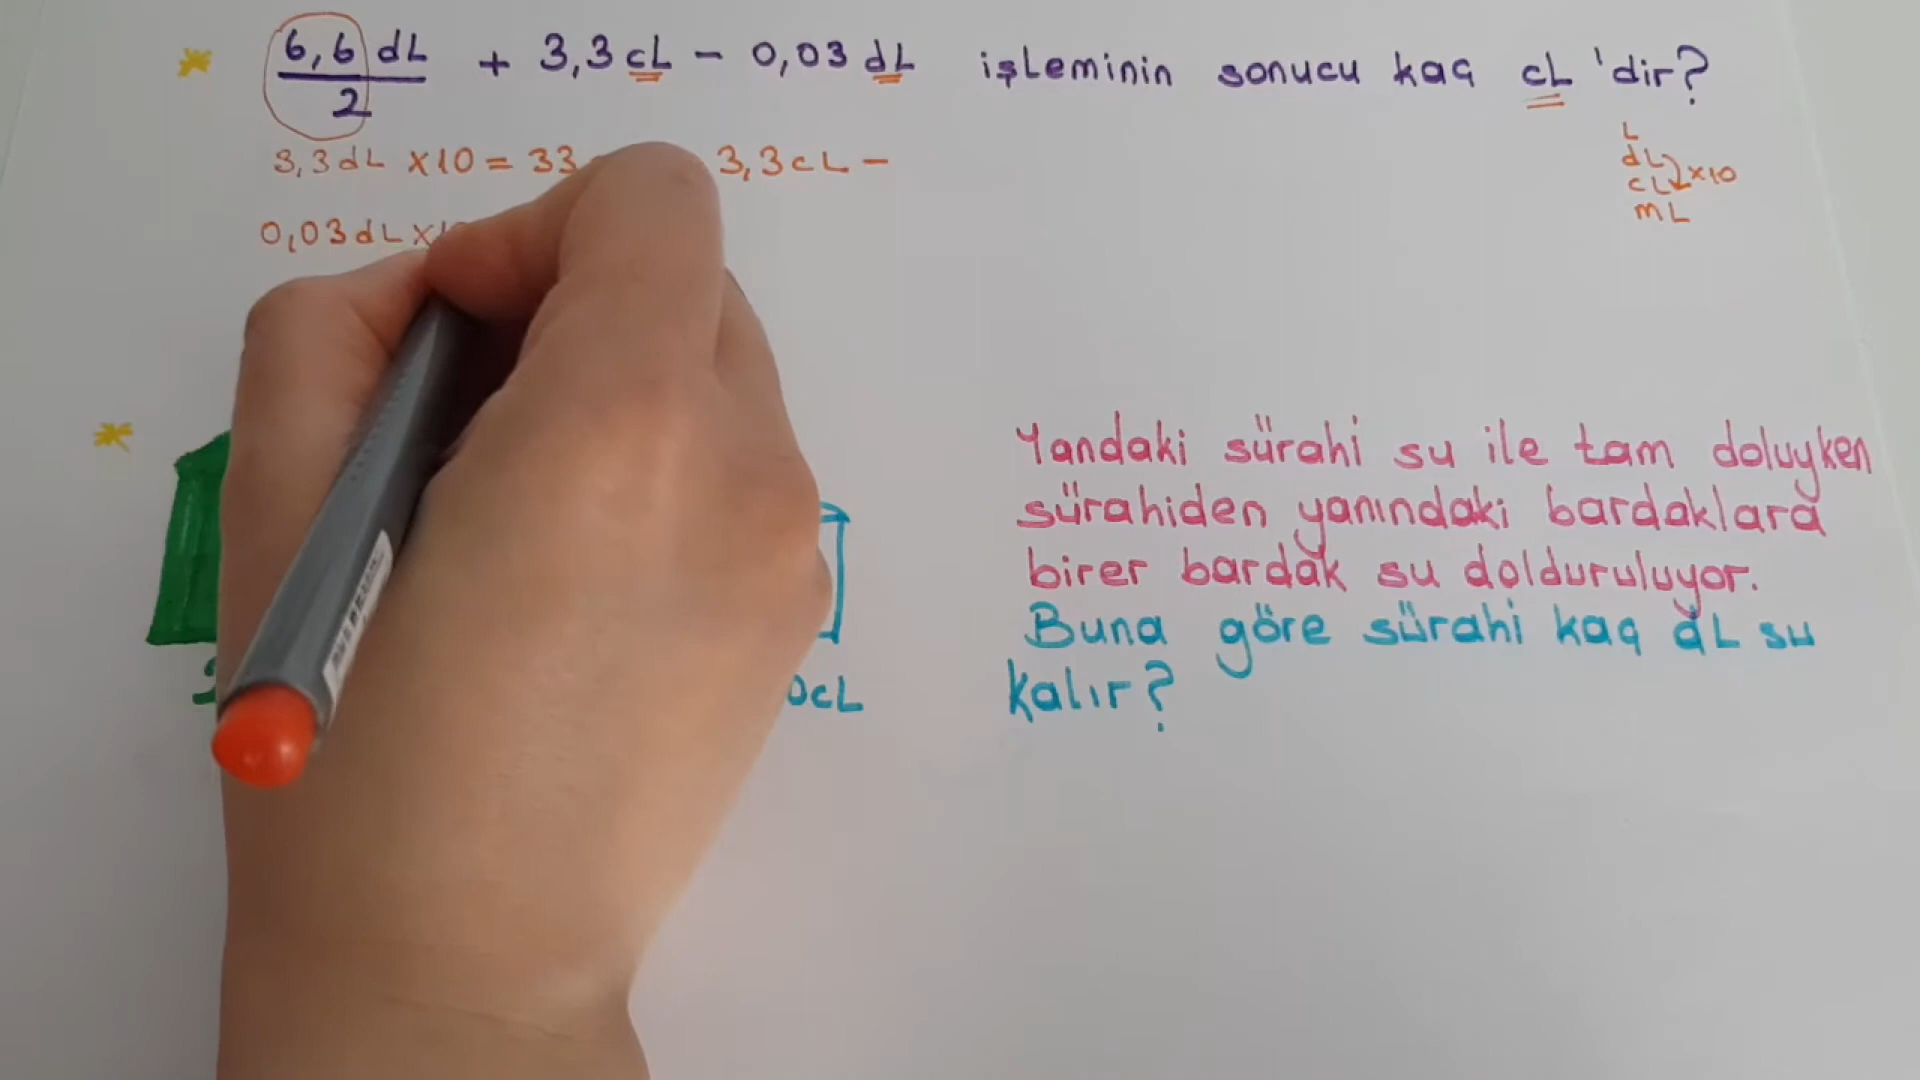 6,6 dL + 3,3 cL - 0,03 dL işleminin sonucu kaç cL 'dir?
2
3,3 dL x10 = 33 3,3 cL -
0,03 dL x
L
dL
cL x10
mL
Yandaki sürahi su ile tam doluyken
sürahiden yanındaki bardaklara
birer bardak su dolduruluyor.
Buna göre sürahi kaç dL su
kalır?
0cL